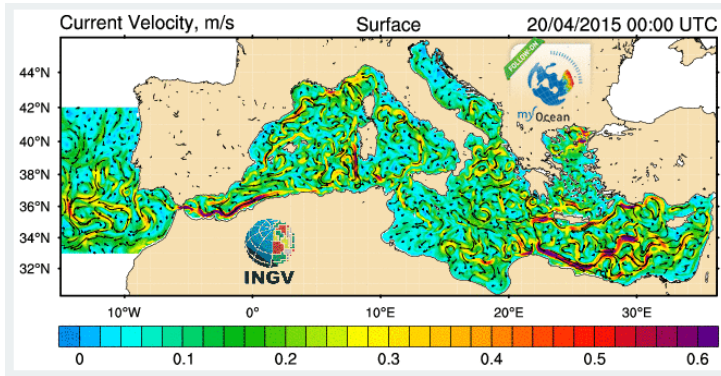 Current Velocity, m/s Surface 20/04/2015 00:00 UTC
FOLLOW-ON
myOcean
44°N
42°N
40°N
38°N
36°N
34°N
32°N
INGV
10°W 0° 10°E 20°E 30°E
0 0.1 0.2 0.3 0.4 0.5 0.6